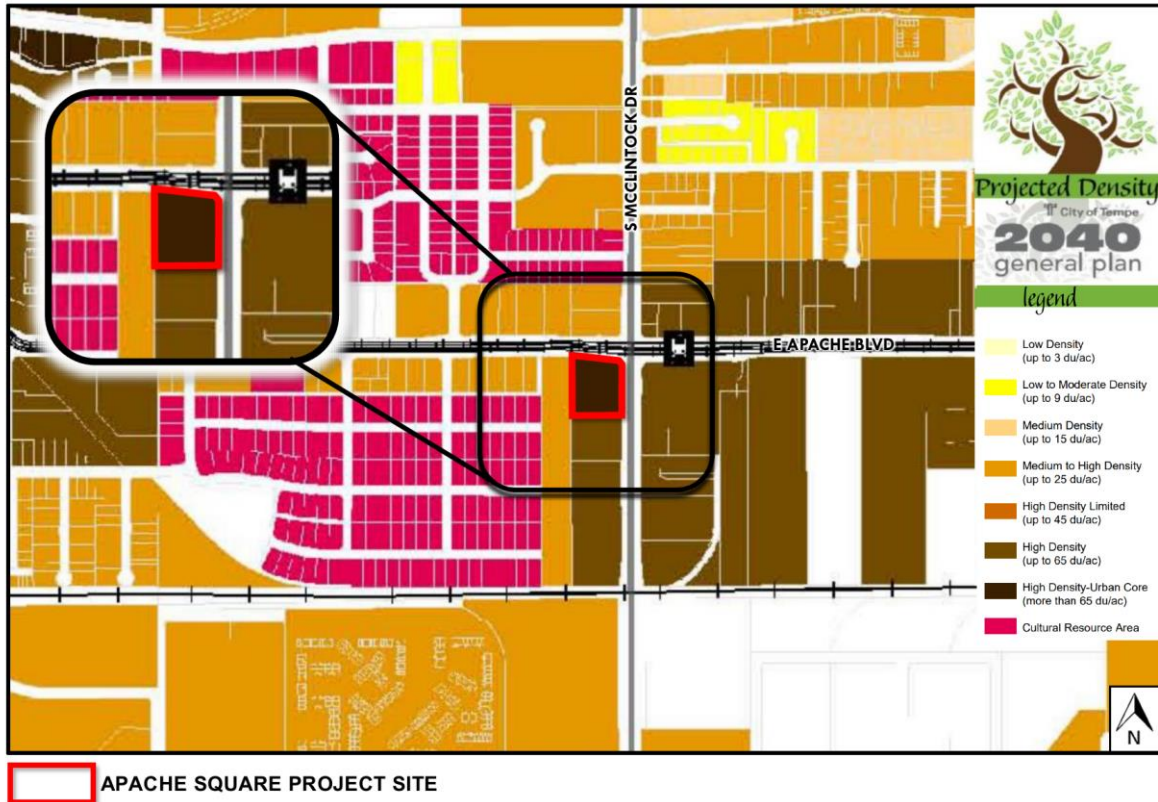 S MCCLINTOCK DR
E APACHE BLVD
Projected Density
City of Tempe
2040
general plan
legend
Low Density
(up to 3 du/ac)
Low to Moderate Density
(up to 9 du/ac)
Medium Density
(up to 15 du/ac)
Medium to High Density
(up to 25 du/ac)
High Density Limited
(up to 45 du/ac)
High Density
(up to 65 du/ac)
High Density-Urban Core
(more than 65 du/ac)
Cultural Resource Area
N
APACHE SQUARE PROJECT SITE